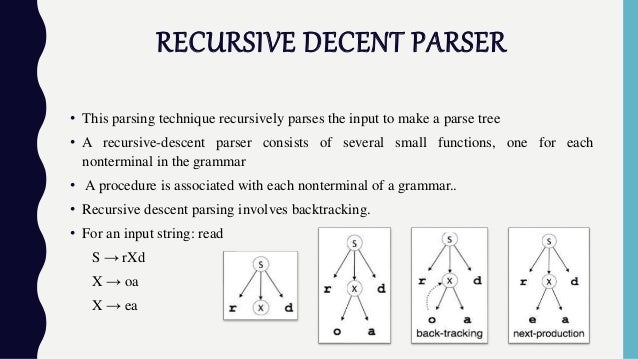 RECURSIVE DECENT PARSER
• This parsing technique recursively parses the input to make a parse tree
• A recursive-descent parser consists of several small functions, one for each
nonterminal in the grammar
• A procedure is associated with each nonterminal of a grammar..
• Recursive descent parsing involves backtracking.
• For an input string: read
S → rXd
X → oa
X → ea
S
r X d
S
r X d
o a
S
r X d
o a
back-tracking
S
r X d
e a
next-production